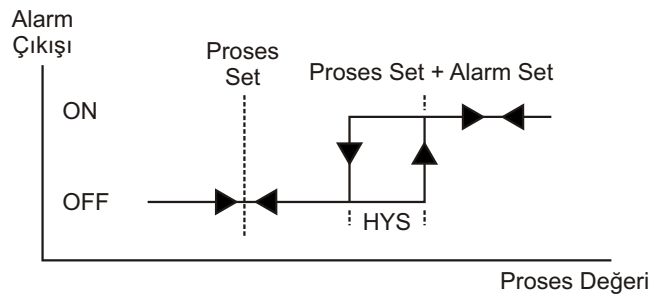 Alarm
Çıkışı
Proses
Set
Proses Set + Alarm Set
ON
OFF
HYS
Proses Değeri